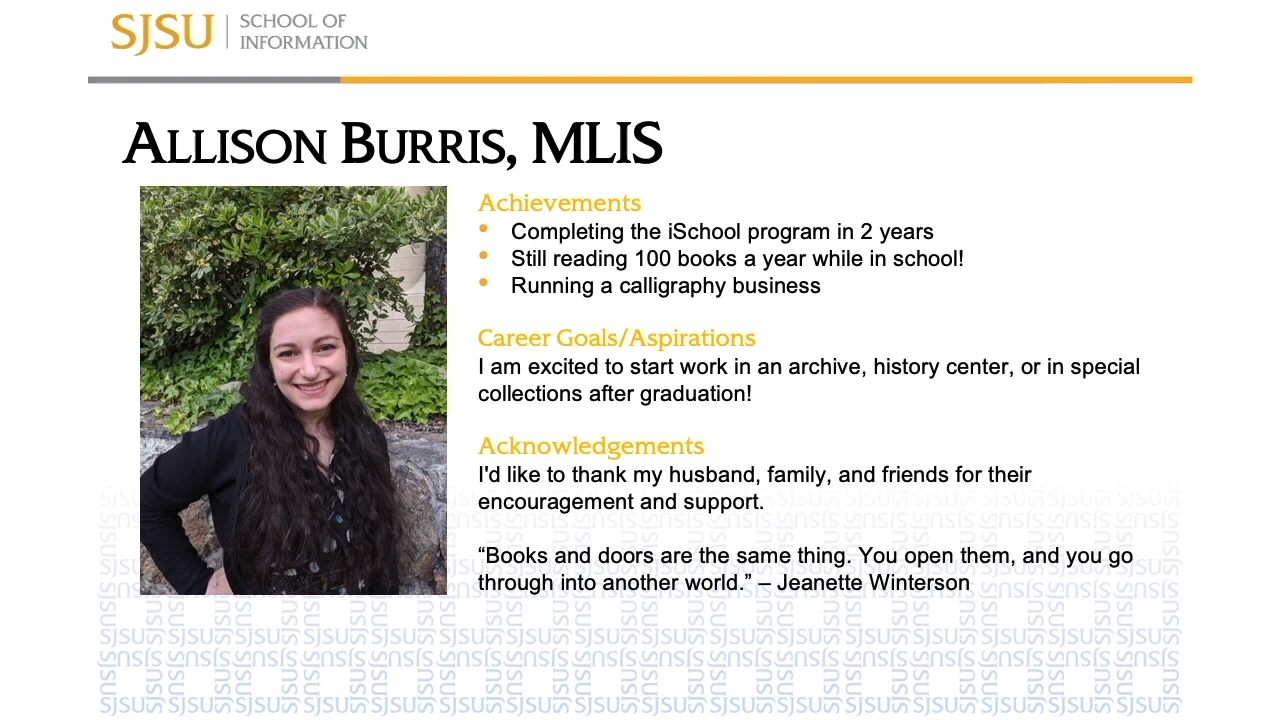 SJSU SCHOOL OF
INFORMATION
ALLISON BURRIS, MLIS
Achievements
• Completing the iSchool program in 2 years
• Still reading 100 books a year while in school!
• Running a calligraphy business
Career Goals/Aspirations
I am excited to start work in an archive, history center, or in special
collections after graduation!
Acknowledgements
I'd like to thank my husband, family, and friends for their
encouragement and support.
“Books and doors are the same thing. You open them, and you go
through into another world.” – Jeanette Winterson